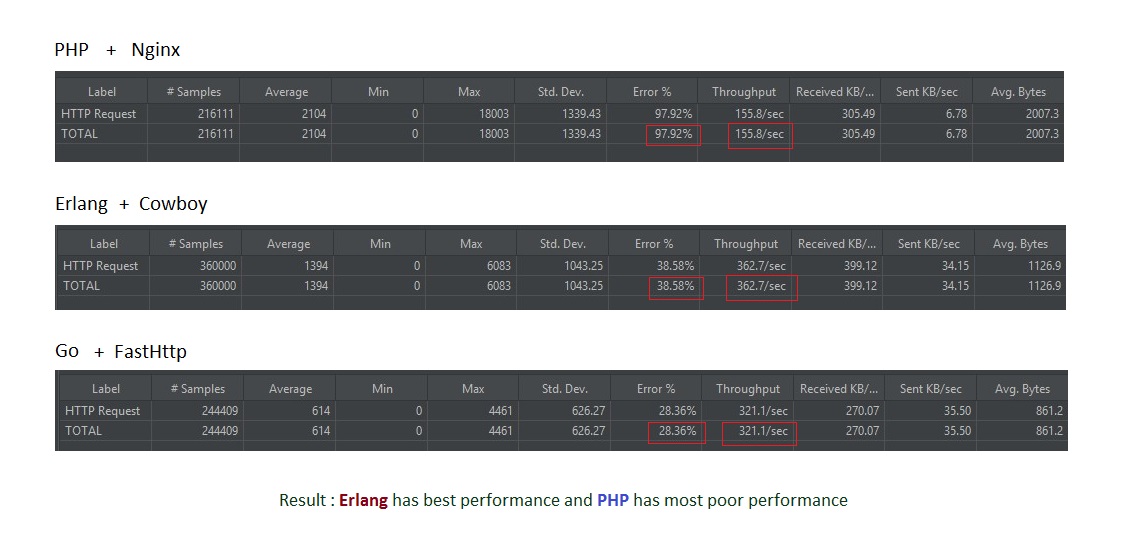 PHP + Nginx
Label # Samples Average Min Max Std. Dev. Error % Throughput Received KB/... Sent KB/sec Avg. Bytes
HTTP Request 216111 2104 0 18003 1339.43 97.92% 155.8/sec 305.49 6.78 2007.3
TOTAL 216111 2104 0 18003 1339.43 97.92% 155.8/sec 305.49 6.78 2007.3
Erlang + Cowboy
Label # Samples Average Min Max Std. Dev. Error % Throughput Received KB/... Sent KB/sec Avg. Bytes
HTTP Request 360000 1394 0 6083 1043.25 38.58% 362.7/sec 399.12 34.15 1126.9
TOTAL 360000 1394 0 6083 1043.25 38.58% 362.7/sec 399.12 34.15 1126.9
Go + FastHttp
Label # Samples Average Min Max Std. Dev. Error % Throughput Received KB/... Sent KB/sec Avg. Bytes
HTTP Request 244409 614 0 4461 626.27 28.36% 321.1/sec 270.07 35.50 861.2
TOTAL 244409 614 0 4461 626.27 28.36% 321.1/sec 270.07 35.50 861.2
Result : Erlang has best performance and PHP has most poor performance